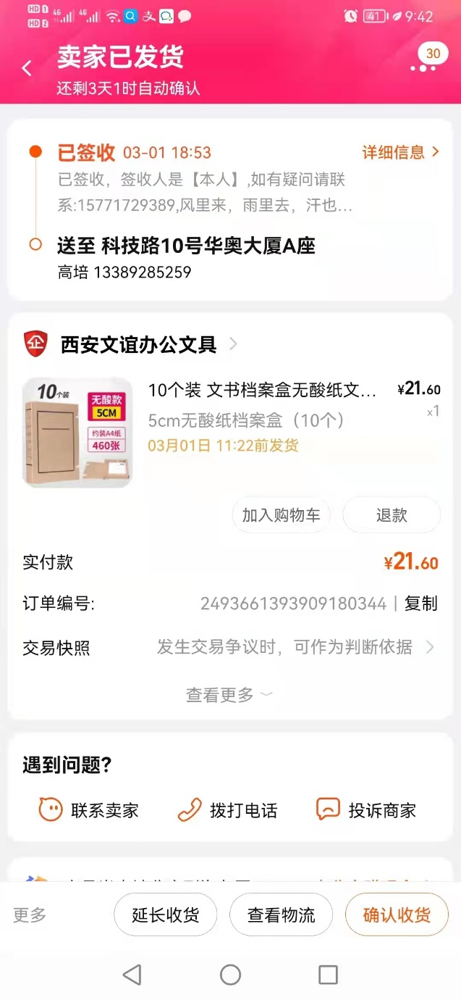 HD 1 4G 4G 支 41 9:42
HD 2
卖家已发货
30
还剩3天1时自动确认
已签收 03-01 18:53 详细信息
已签收，签收人是【本人】,如有疑问请联
系:15771729389,风里来，雨里去，汗也...
送至 科技路10号华奥大厦A座
高培 13389285259
企 西安文谊办公文具
10个装
无酸款
5CM
约装A4纸
460张
10个装 文书档案盒无酸纸文... ¥21.60
5cm无酸纸档案盒（10个） x1
03月01日 11:22前发货
加入购物车 退款
实付款 ¥21.60
订单编号: 2493661393909180344 | 复制
交易快照 发生交易争议时，可作为判断依据
查看更多
遇到问题?
联系卖家 拨打电话 投诉商家
更多 延长收货 查看物流 确认收货